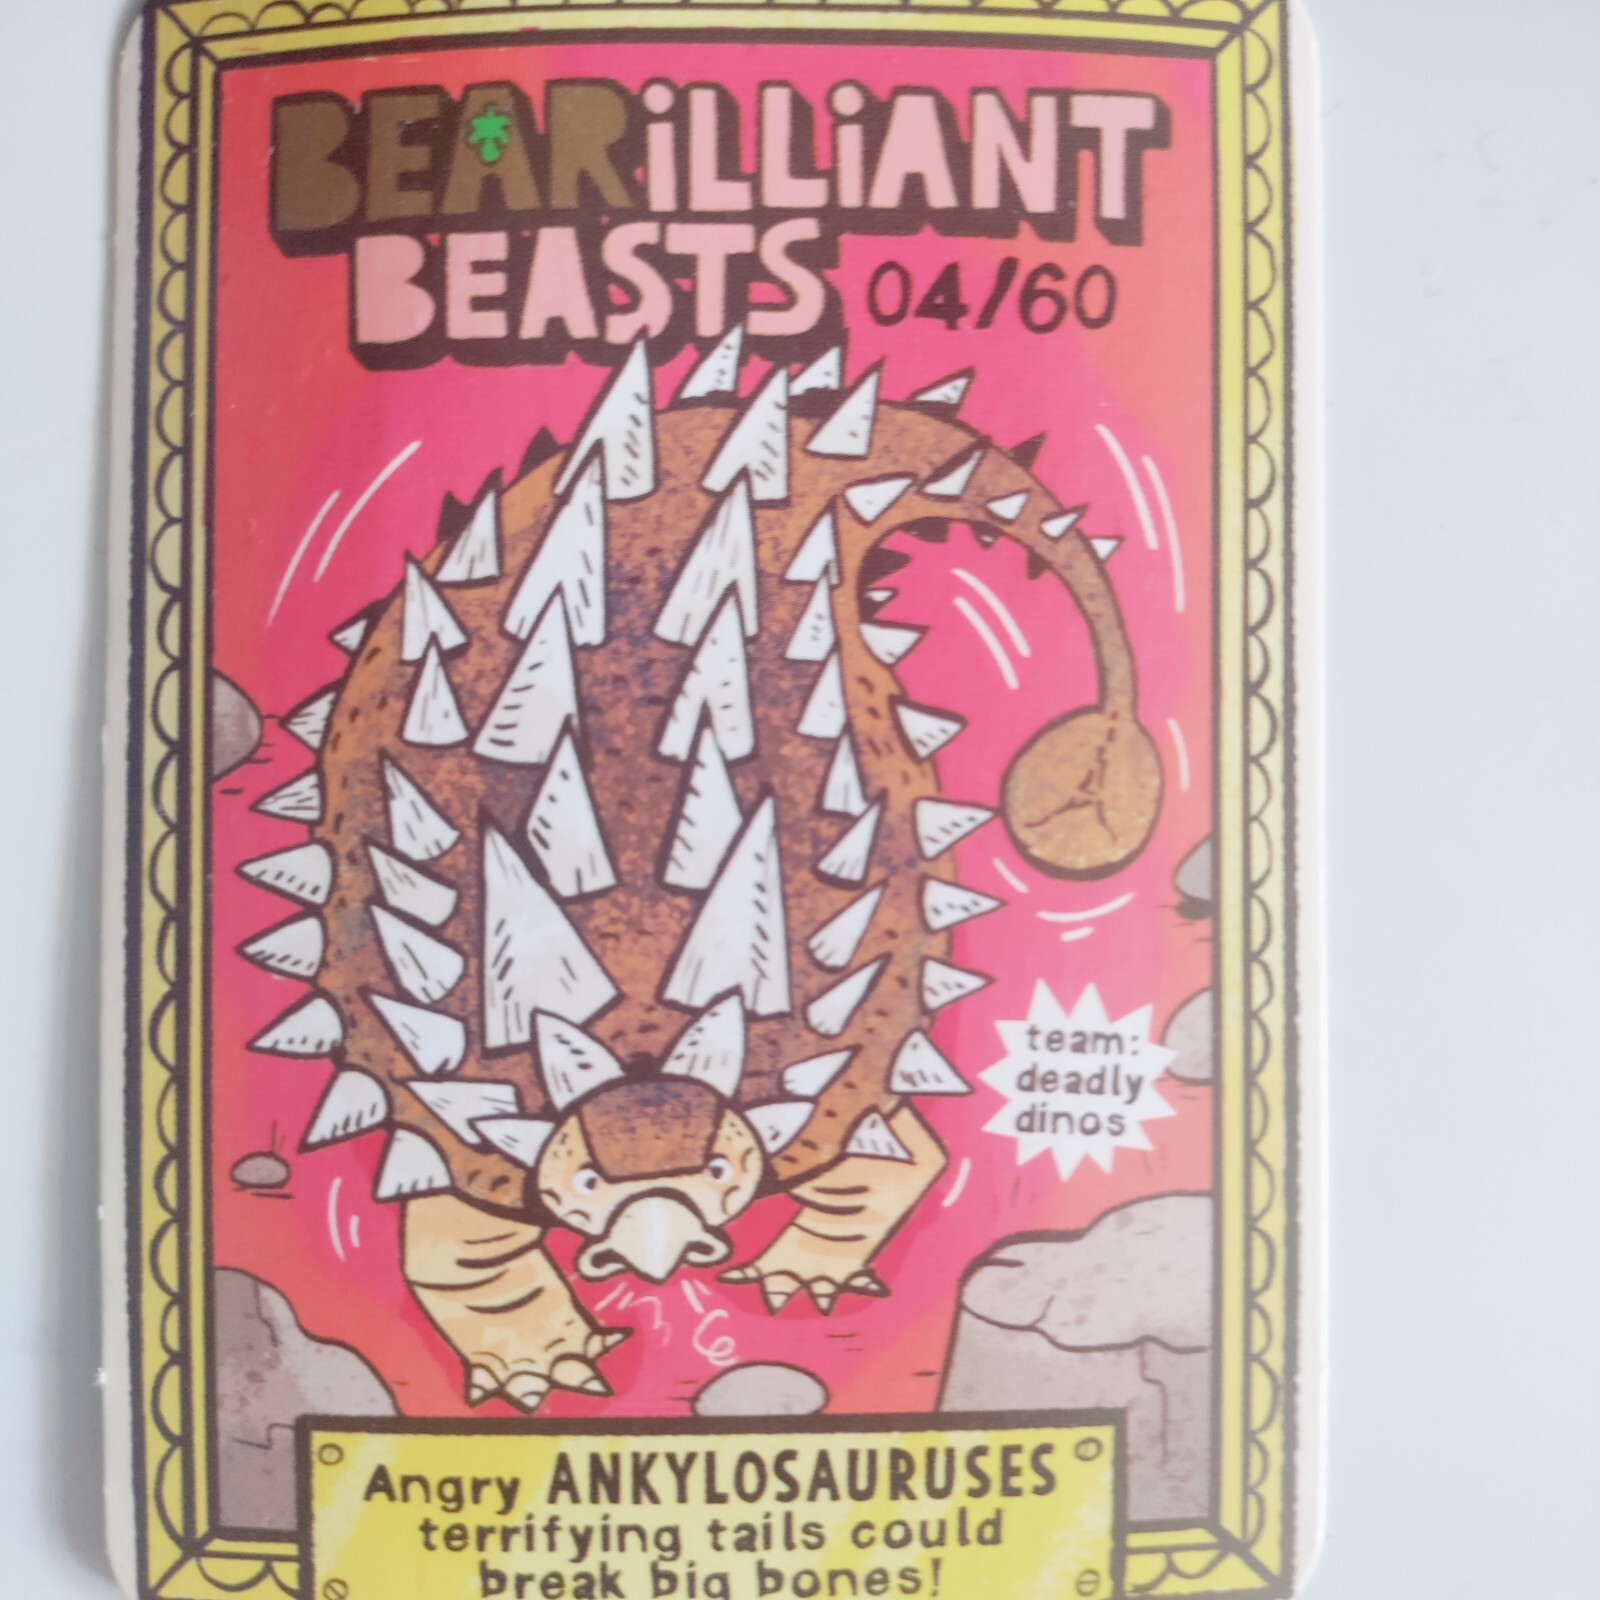 BEARiLLiANT
BEASTS 04/60
team:
deadly
dinos
Angry ANKYLOSAURUSES
terrifying tails could
break big bones!